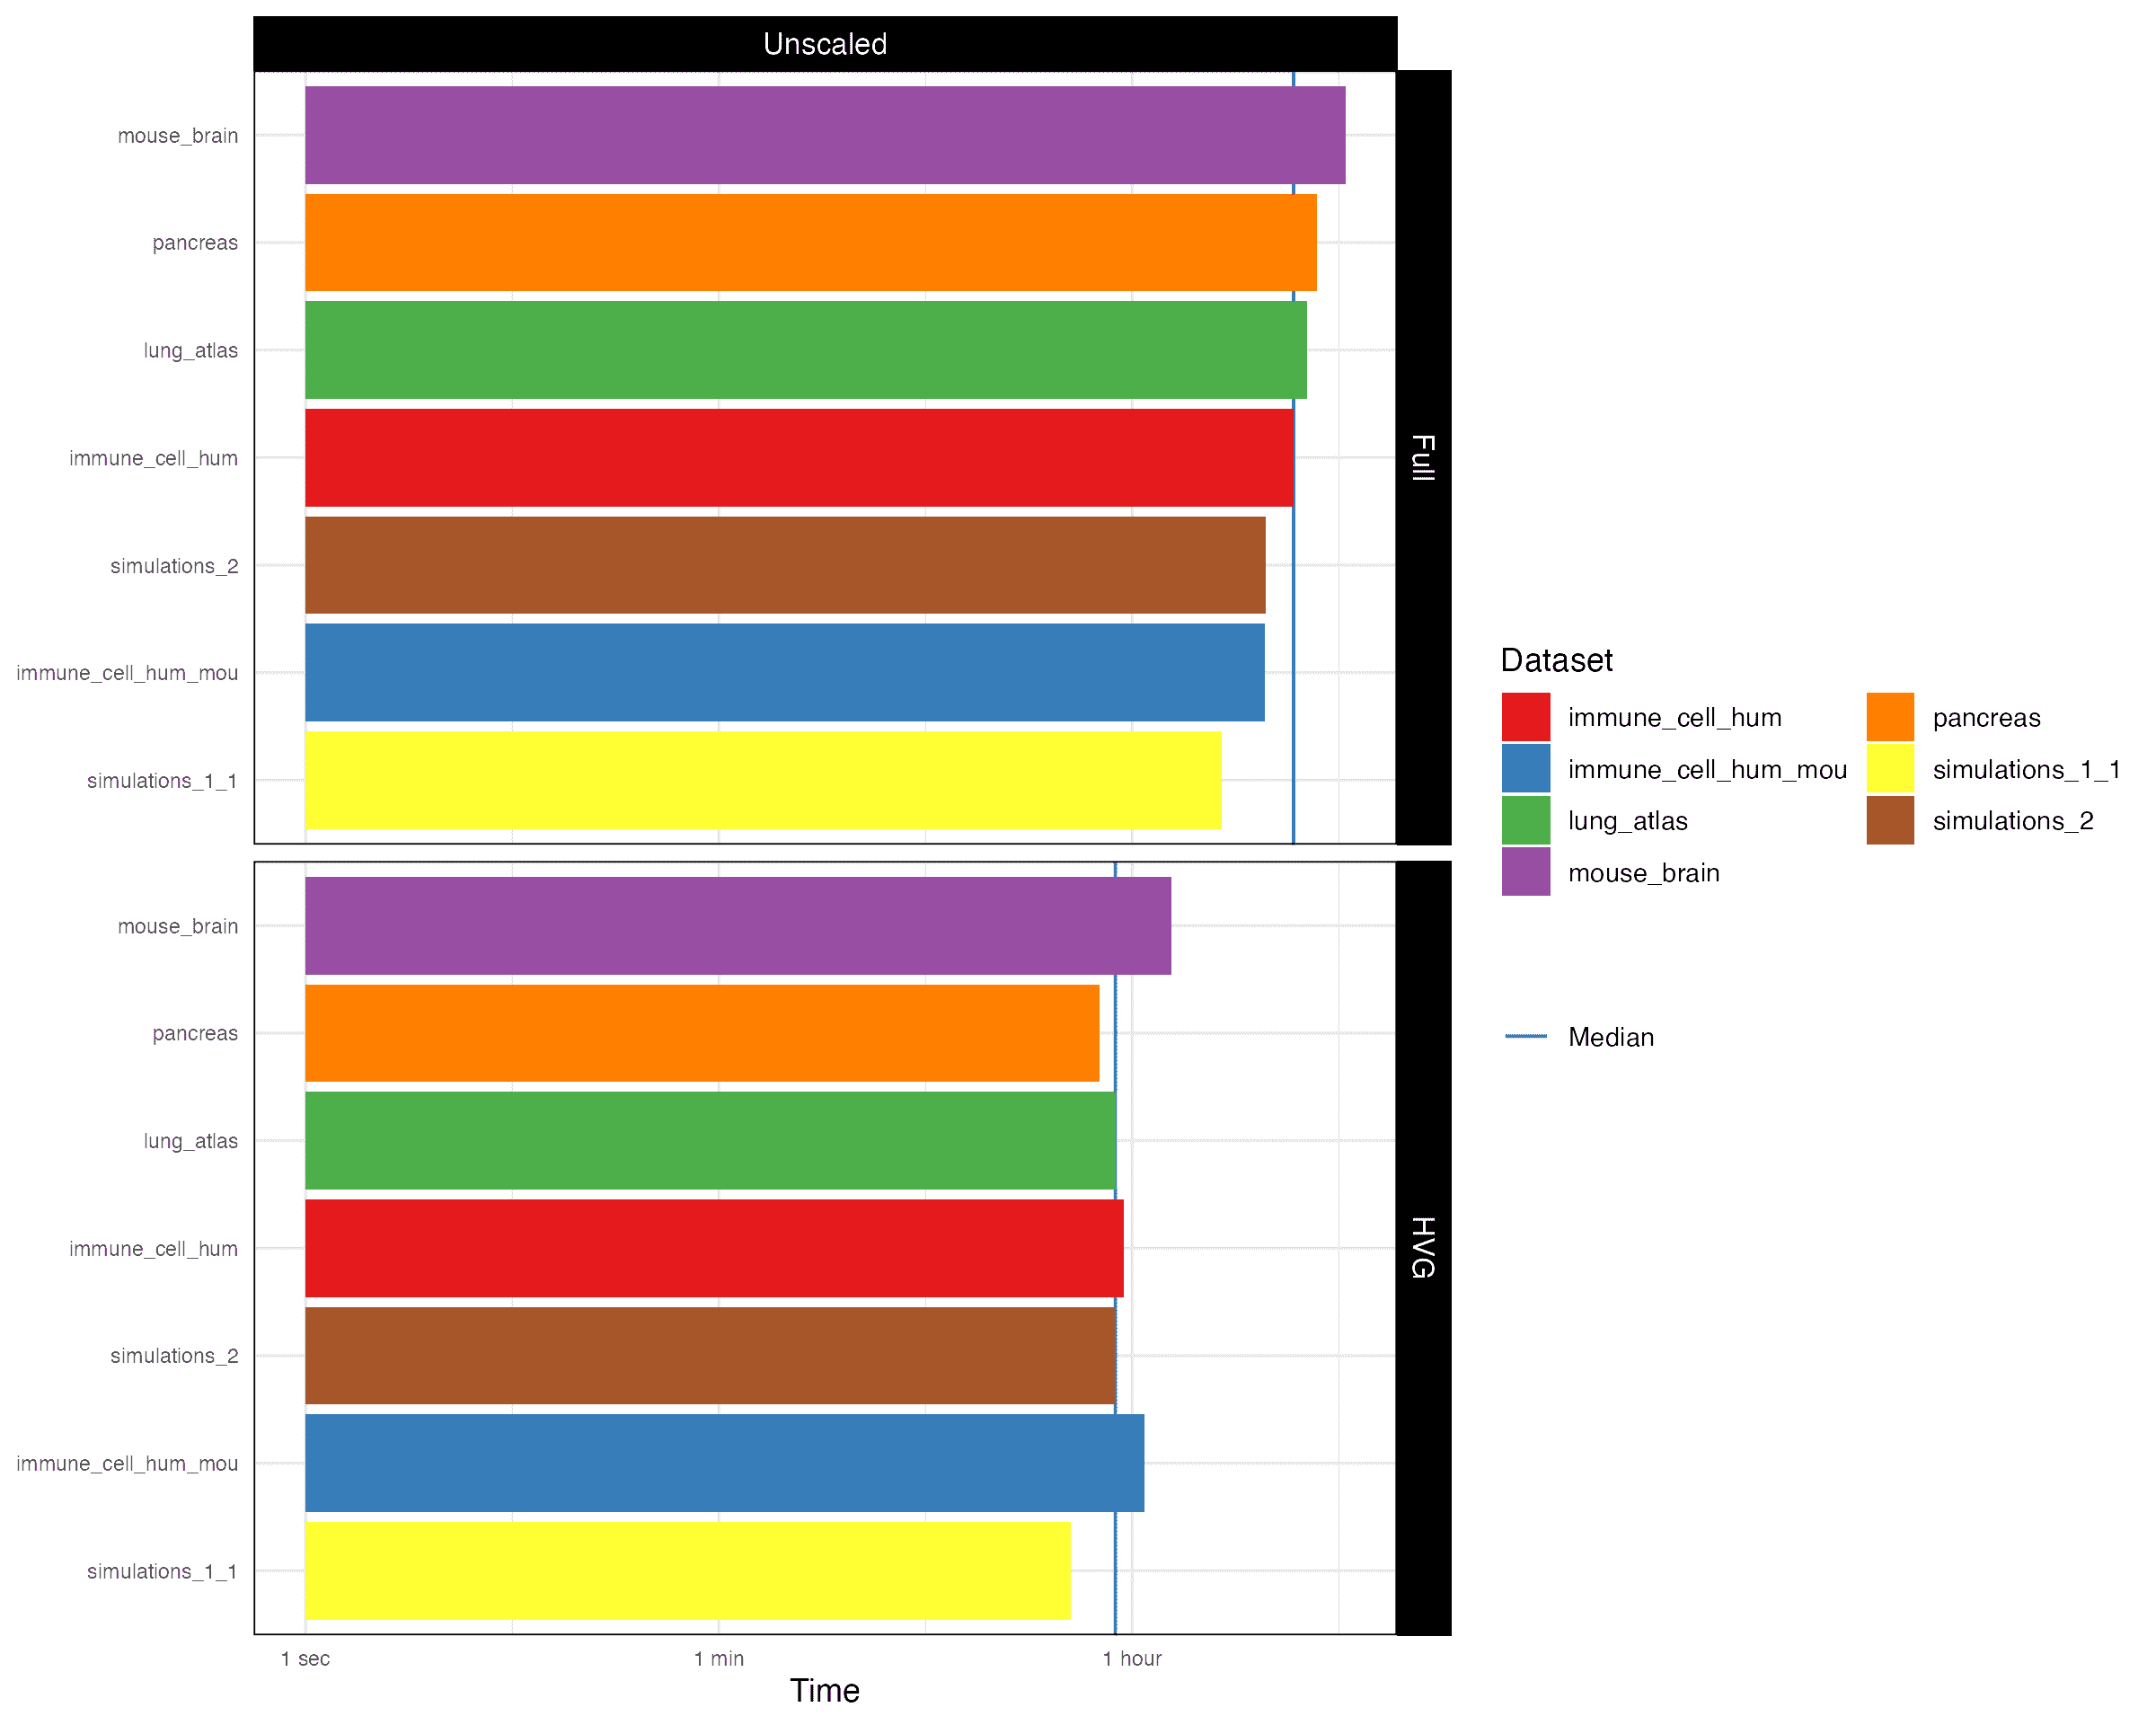 Unscaled
mouse_brain
pancreas
lung_atlas
immune_cell_hum
simulations_2
immune_cell_hum_mou
simulations_1_1
Full
mouse_brain
pancreas
lung_atlas
immune_cell_hum
simulations_2
immune_cell_hum_mou
simulations_1_1
HVG
1 sec
1 min
1 hour
Time
Dataset
immune_cell_hum
immune_cell_hum_mou
lung_atlas
mouse_brain
pancreas
simulations_1_1
simulations_2
Median